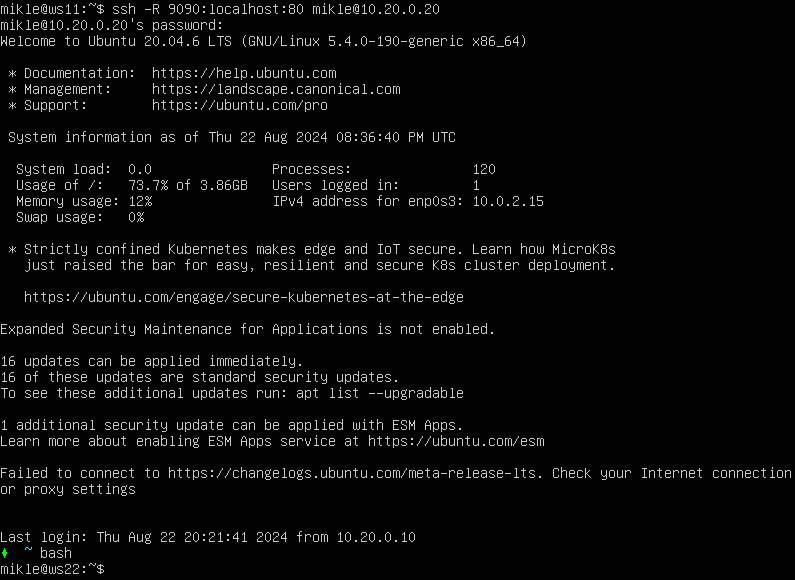 mikle@ws11:~$ ssh -R 9090:localhost:80 mikle@10.20.0.20
mikle@10.20.0.20's password:
Welcome to Ubuntu 20.04.6 LTS (GNU/Linux 5.4.0-190-generic x86_64)

 * Documentation:  https://help.ubuntu.com
 * Management:     https://landscape.canonical.com
 * Support:        https://ubuntu.com/pro

 System information as of Thu 22 Aug 2024 08:36:40 PM UTC

  System load:  0.0               Processes:               120
  Usage of /:   73.7% of 3.86GB   Users logged in:         1
  Memory usage: 12%               IPv4 address for enp0s3: 10.0.2.15
  Swap usage:   0%

 * Strictly confined Kubernetes makes edge and IoT secure. Learn how MicroK8s
   just raised the bar for easy, resilient and secure K8s cluster deployment.

   https://ubuntu.com/engage/secure-kubernetes-at-the-edge

Expanded Security Maintenance for Applications is not enabled.

16 updates can be applied immediately.
16 of these updates are standard security updates.
To see these additional updates run: apt list --upgradable

1 additional security update can be applied with ESM Apps.
Learn more about enabling ESM Apps service at https://ubuntu.com/esm

Failed to connect to https://changelogs.ubuntu.com/meta-release-lts. Check your Internet connection
or proxy settings


Last login: Thu Aug 22 20:21:41 2024 from 10.20.0.10
♦  ~ bash
mikle@ws22:~$